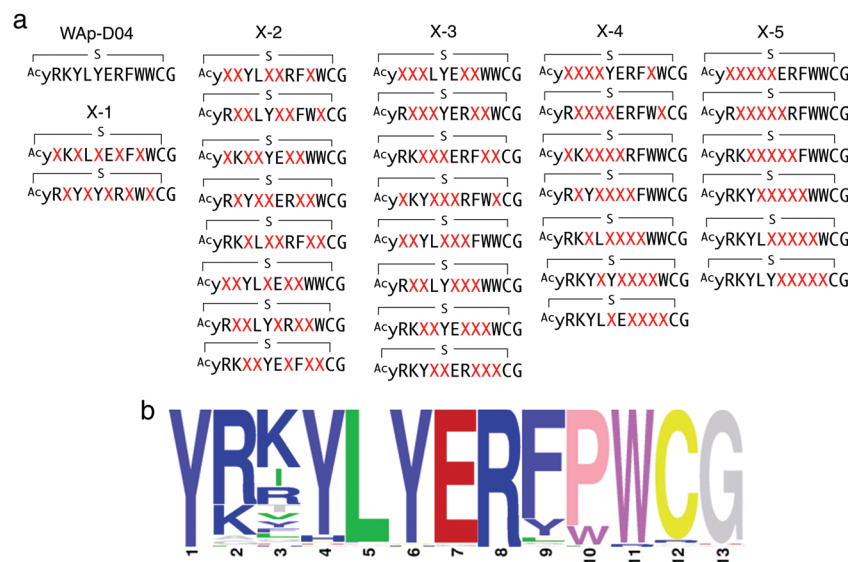 a
WAp-D04
S
AcyRKYLYERFWWCG
X-1
S
AcyXKXLXEXFXWCG
S
AcyRXYXYXRXWXCG
X-2
S
AcyXXYLXXRFXWCG
S
AcyRXXLYXXFWXCG
S
AcyXKXXYEXXWWCG
S
AcyRXYXXERXXWCG
S
AcyRKXLXXRFXXCG
S
AcyXXYLXEXXWWCG
S
AcyRXXLYXRXXWCG
S
AcyRKXXYEXFXXCG
X-3
S
AcyXXXLYEXXWWCG
S
AcyRXXXYERXXWCG
S
AcyRKXXXERFXXCG
S
AcyXKYXXXRFWXCG
S
AcyXXYLXXXFWWCG
S
AcyRXXLYXXXWWCG
S
AcyRKXXYEXXXWCG
S
AcyRKYXXERXXXCG
X-4
S
AcyXXXXYERFXWCG
S
AcyRXXXXERFWXCG
S
AcyXKXXXXRFWWCG
S
AcyRXYXXXXFWWCG
S
AcyRKXLXXXXWWCG
S
AcyRKYXYXXXXWCG
S
AcyRKYLXEXXXXCG
X-5
S
AcyXXXXXERFWWCG
S
AcyRXXXXXRFWWCG
S
AcyRKXXXXXFWWCG
S
AcyRKYXXXXXWWCG
S
AcyRKYLXXXXXWCG
S
AcyRKYLYXXXXXCG
b
YRKYLYERFPWCG
K I R Y H Y W
1 2 3 4 5 6 7 8 9 10 11 12 13